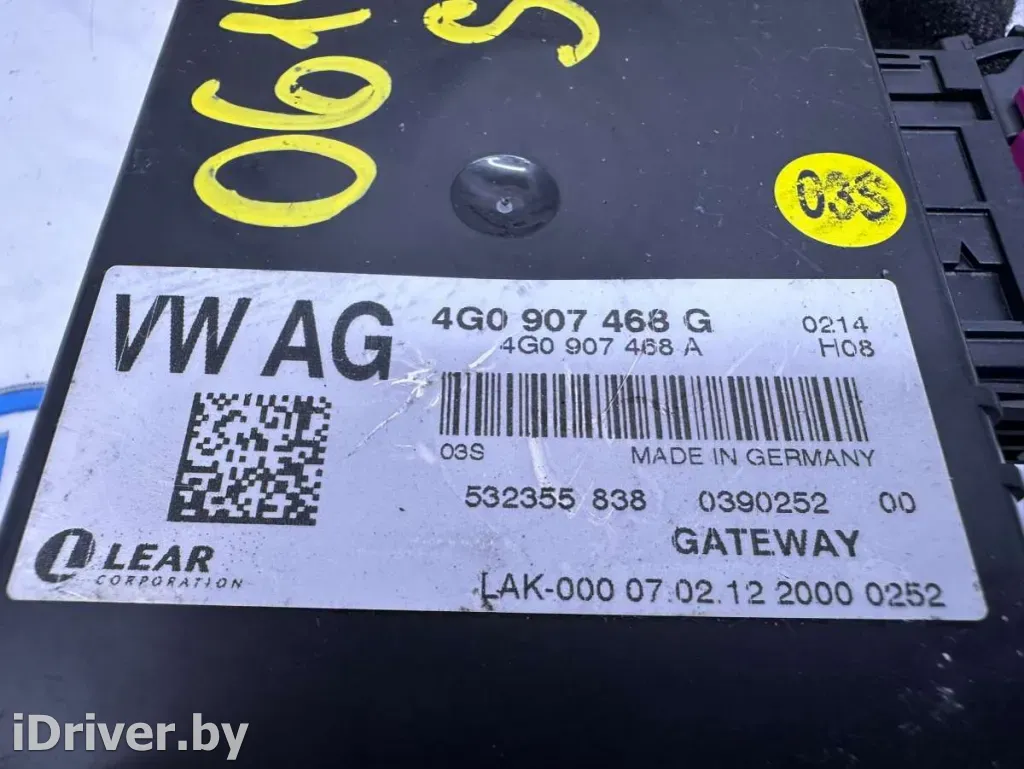 03S
VW AG
4G0 907 468 G
0214
4G0 907 468 A
H08
03S
MADE IN GERMANY
532355 838
0390252
00
GATEWAY
LEAR
CORPORATION
LAK-000 07.02.12 2000 0252
iDriver.by